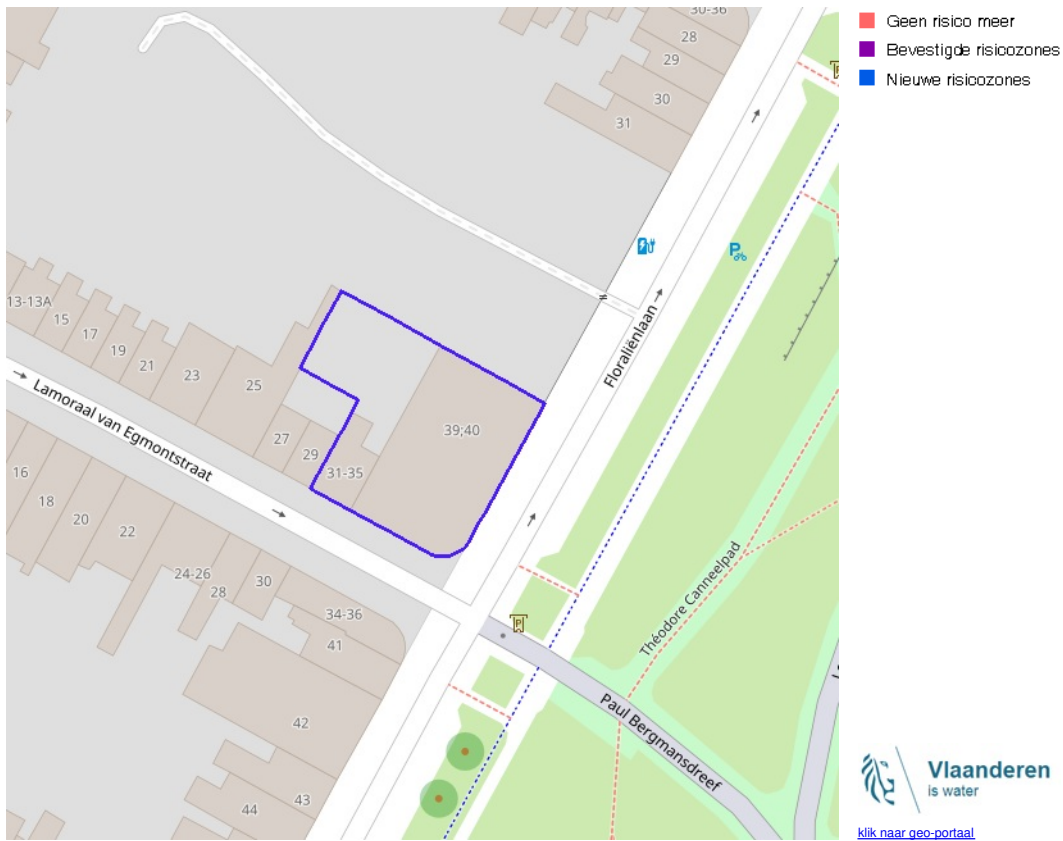 30-36
28
29
30
31
Geen risico meer
Bevestigde risicozones
Nieuwe risicozones
P
P
13-13A
15
17
19
21
23
25
27
29
31-35
39;40
Floraliënlaan
Lamoraal van Egmontstraat
16
18
20
22
24-26
28
30
34-36
41
42
43
44
P
Théodore Canneelpad
Paul Bergmansdreef
Vlaanderen
is water
klik naar geo-portaal